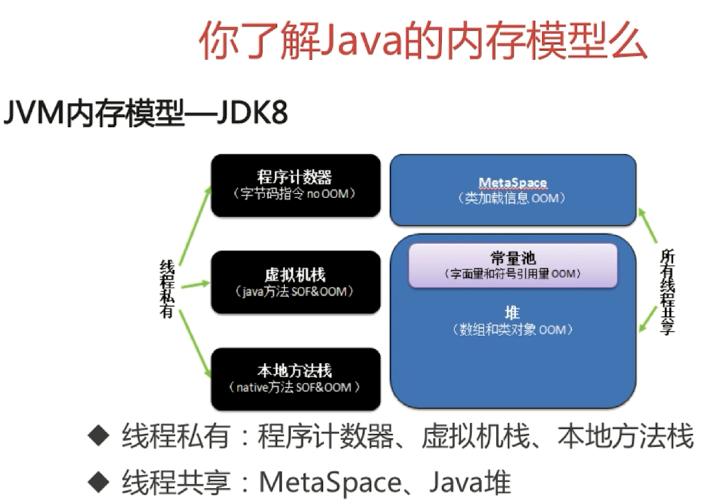 你了解Java的内存模型么
JVM内存模型—JDK8
程序计数器
（字节码指令 no OOM）
虚拟机栈
（java方法 SOF&OOM）
本地方法栈
（native方法 SOF&OOM）
线程私有
MetaSpace
（类加载信息 OOM）
常量池
（字面量和符号引用量 OOM）
堆
（数组和类对象 OOM）
所有线程共享
◆ 线程私有：程序计数器、虚拟机栈、本地方法栈
◆ 线程共享：MetaSpace、Java堆